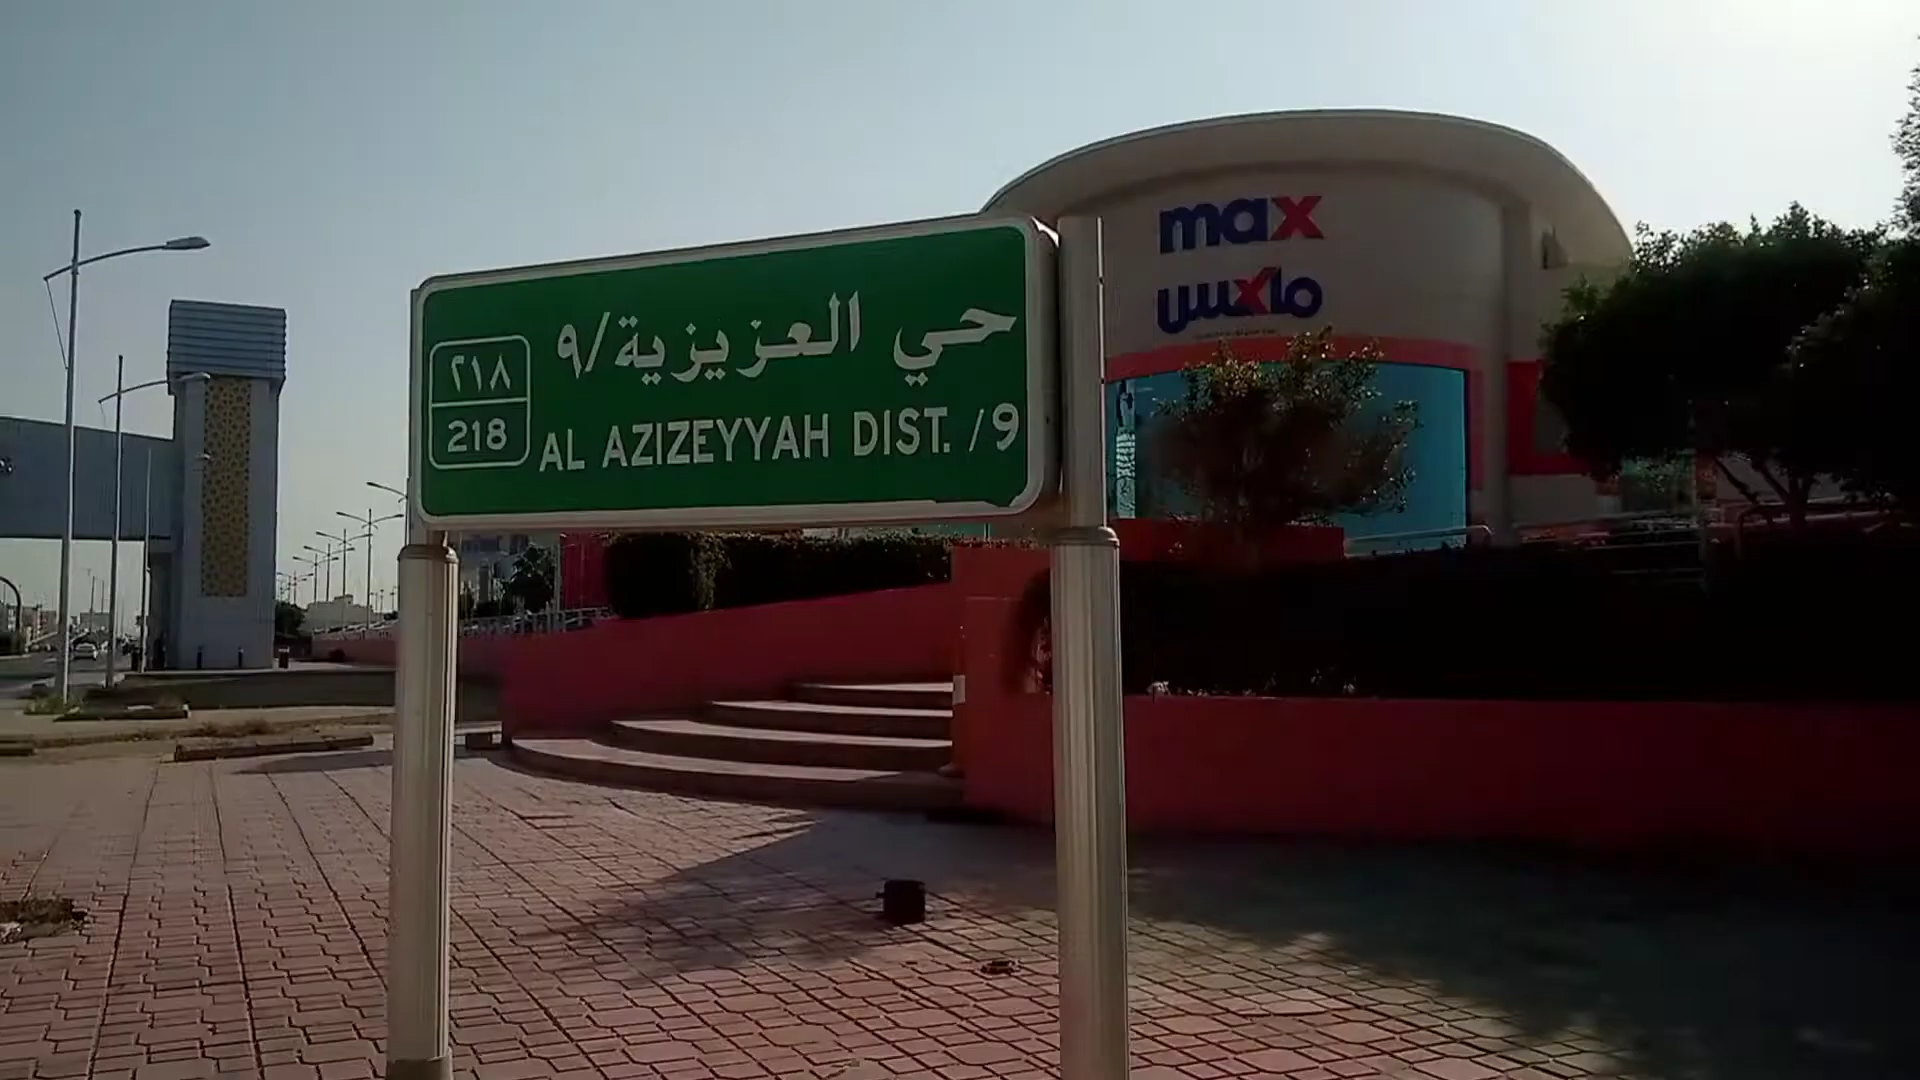 حي العزيزية/٩
٢١٨
218
AL AZIZEYYAH DIST. /9
max
ماكس